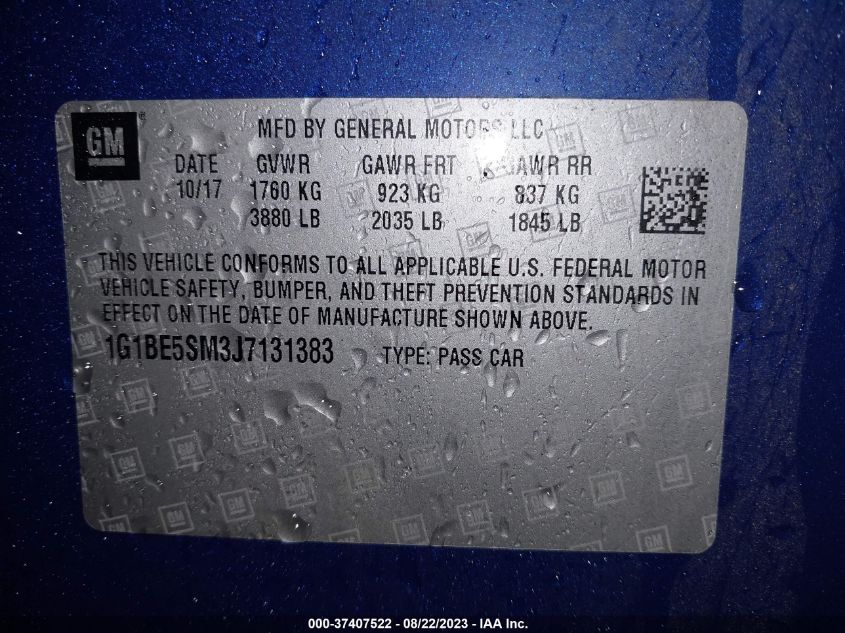 GM ®
MFD BY GENERAL MOTORS LLC
DATE GVWR GAWR FRT GAWR RR
10/17 1760 KG 923 KG 837 KG
3880 LB 2035 LB 1845 LB
THIS VEHICLE CONFORMS TO ALL APPLICABLE U.S. FEDERAL MOTOR
VEHICLE SAFETY, BUMPER, AND THEFT PREVENTION STANDARDS IN
EFFECT ON THE DATE OF MANUFACTURE SHOWN ABOVE.
1G1BE5SM3J7131383 TYPE: PASS CAR
000-37407522 - 08/22/2023 - IAA Inc.